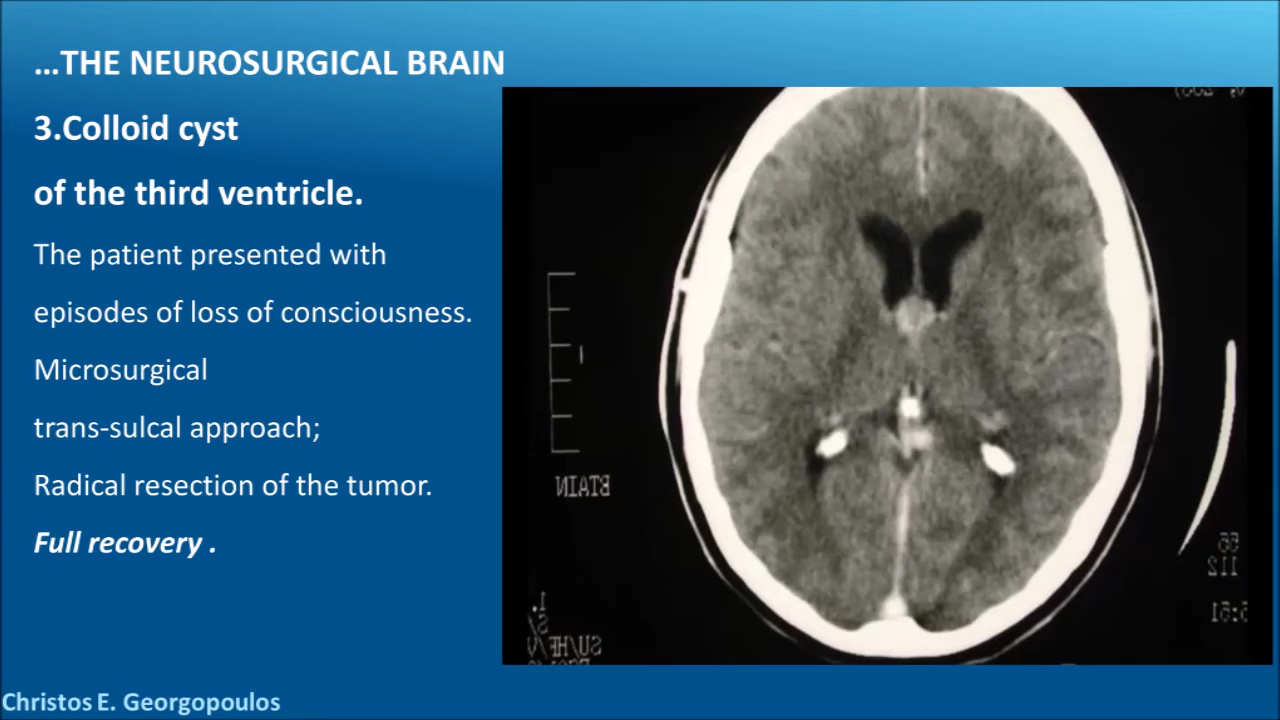 ...THE NEUROSURGICAL BRAIN
3.Colloid cyst
of the third ventricle.
The patient presented with
episodes of loss of consciousness.
Microsurgical
trans-sulcal approach;
Radical resection of the tumor.
Full recovery .
Christos E. Georgopoulos